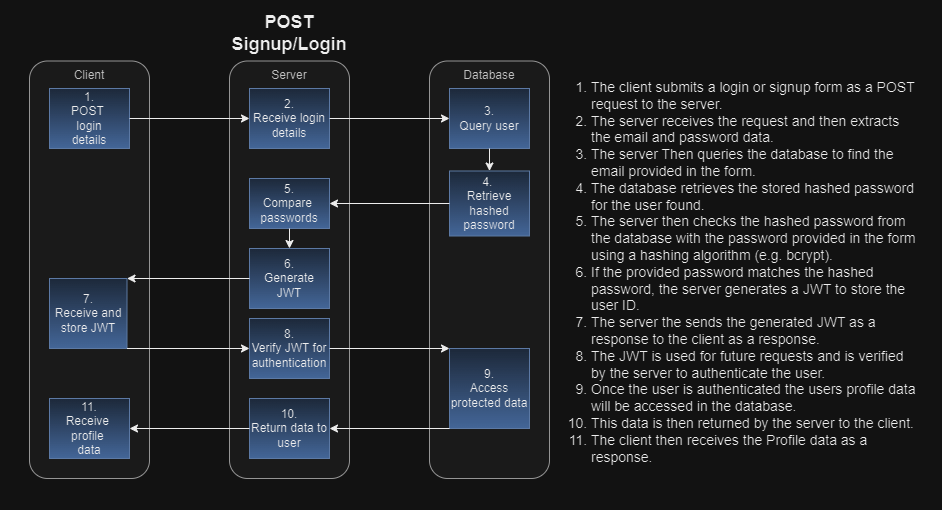 POST
Signup/Login
Client
Server
Database
1.
POST
login
details
2.
Receive login
details
3.
Query user
4.
Retrieve
hashed
password
5.
Compare
passwords
6.
Generate
JWT
7.
Receive and
store JWT
8.
Verify JWT for
authentication
9.
Access
protected data
10.
Return data to
user
11.
Receive
profile
data
1. The client submits a login or signup form as a POST
request to the server.
2. The server receives the request and then extracts
the email and password data.
3. The server Then queries the database to find the
email provided in the form.
4. The database retrieves the stored hashed password
for the user found.
5. The server then checks the hashed password from
the database with the password provided in the form
using a hashing algorithm (e.g. bcrypt).
6. If the provided password matches the hashed
password, the server generates a JWT to store the
user ID.
7. The server the sends the generated JWT as a
response to the client as a response.
8. The JWT is used for future requests and is verified
by the server to authenticate the user.
9. Once the user is authenticated the users profile data
will be accessed in the database.
10. This data is then returned by the server to the client.
11. The client then receives the Profile data as a
response.